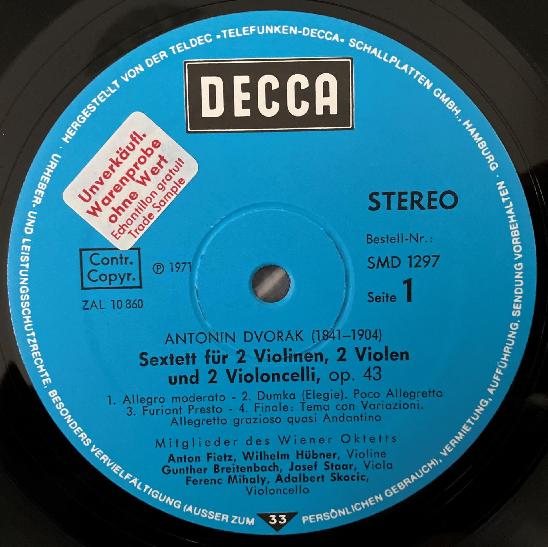 URHEBER- UND LEISTUNGSSCHUTZRECHTE, BESONDERS VERVIELFÄLTIGUNG (AUSSER ZUM PERSÖNLICHEN GEBRAUCH), VERMIETUNG, AUFFÜHRUNG, SENDUNG VORBEHALTEN
· HERGESTELLT VON DER TELDEC »TELEFUNKEN-DECCA« SCHALLPLATTEN GMBH., HAMBURG ·
DECCA
Unverkäufl.
Warenprobe
ohne Wert
Echantillon gratuit
Trade Sample
STEREO
Bestell-Nr.:
SMD 1297
Seite 1
Contr.
Copyr.
Ⓟ 1971
ZAL 10 860
ANTONIN DVORÁK (1841–1904)
Sextett für 2 Violinen, 2 Violen
und 2 Violoncelli, op. 43
1. Allegro moderato - 2. Dumka (Elegie). Poco Allegretto
3. Furiant Presto - 4. Finale: Tema con Variazioni.
Allegretto grazioso quasi Andantino
Mitglieder des Wiener Oktetts
Anton Fietz, Wilhelm Hübner, Violine
Gunther Breitenbach, Josef Staar, Viola
Ferenc Mihaly, Adalbert Skocic,
Violoncello
33